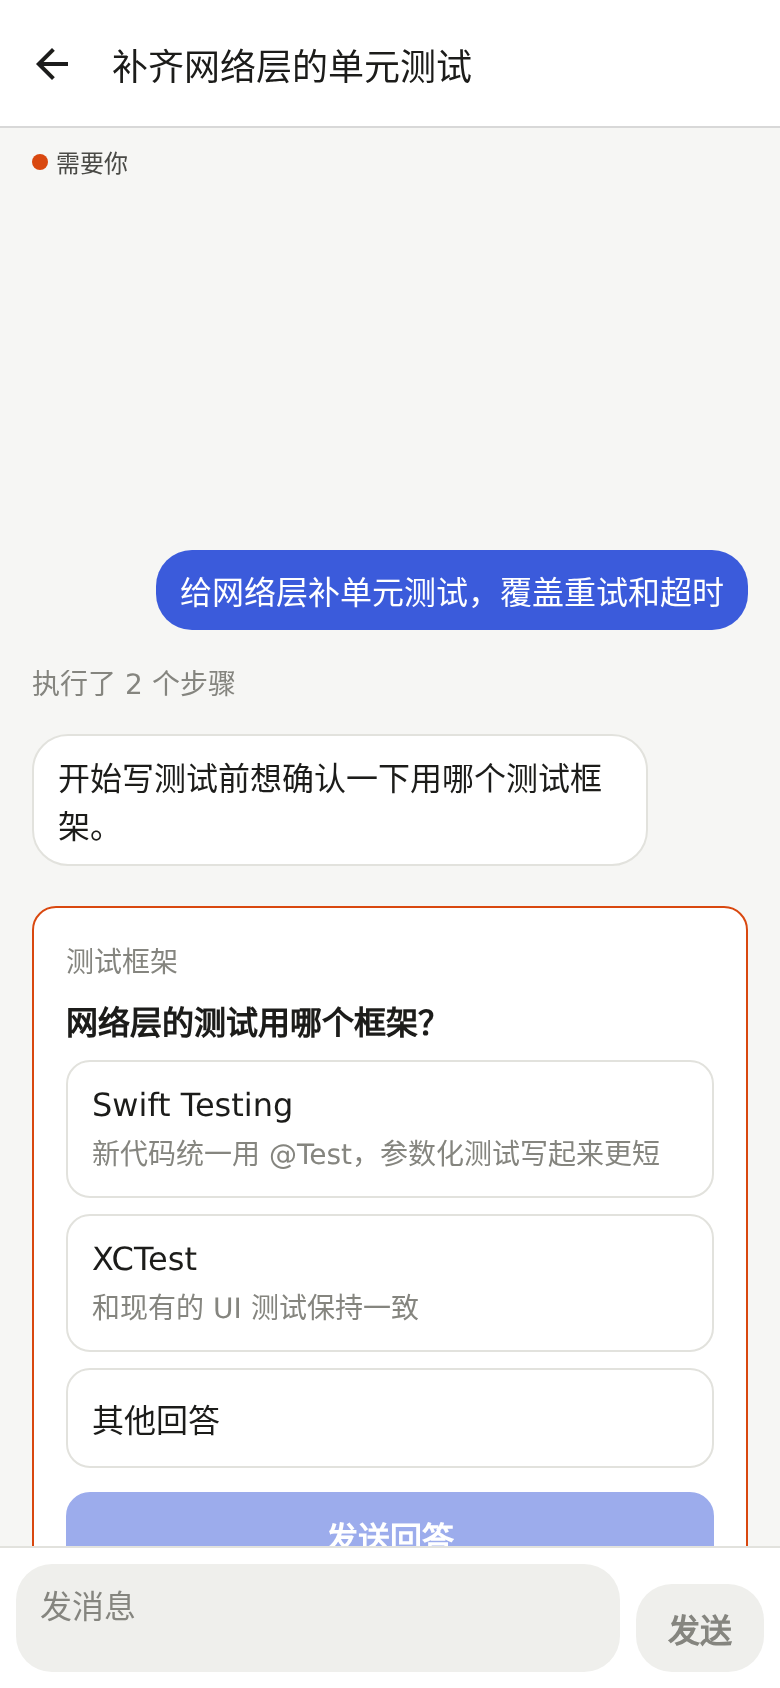 补齐网络层的单元测试
需要你
给网络层补单元测试，覆盖重试和超时
执行了 2 个步骤
开始写测试前想确认一下用哪个测试框
架。
测试框架
网络层的测试用哪个框架？
Swift Testing
新代码统一用 @Test，参数化测试写起来更短
XCTest
和现有的 UI 测试保持一致
其他回答
发送回答
发消息
发送